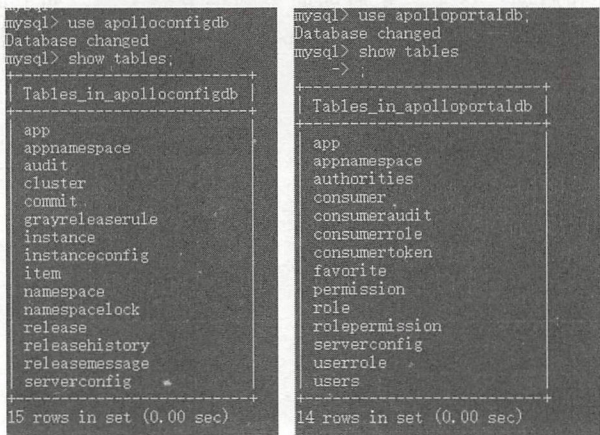 mysql> use apolloconfigdb
Database changed
mysql> show tables;
+---------------------------+
| Tables_in_apolloconfigdb |
+---------------------------+
| app
| appnamespace
| audit
| cluster
| commit
| grayreleaserule
| instance
| instanceconfig
| item
| namespace
| namespacelock
| release
| releasehistory
| releasemessage
| serverconfig
+---------------------------+
15 rows in set (0.00 sec)
mysql> use apolloportaldb;
Database changed
mysql> show tables
-> ;
+---------------------------+
| Tables_in_apolloportaldb |
+---------------------------+
| app
| appnamespace
| authorities
| consumer
| consumeraudit
| consumerrole
| consumertoken
| favorite
| permission
| role
| rolepermission
| serverconfig
| userrole
| users
+---------------------------+
14 rows in set (0.00 sec)